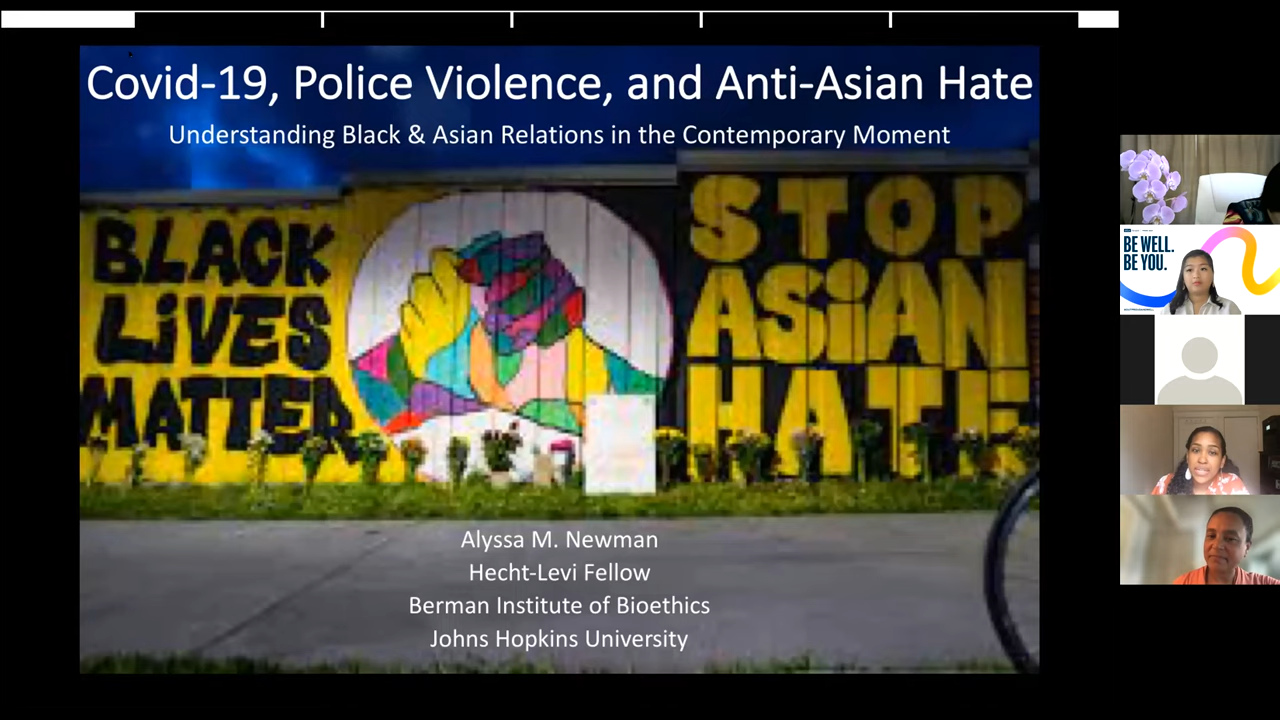 Covid-19, Police Violence, and Anti-Asian Hate
Understanding Black & Asian Relations in the Contemporary Moment
BLACK
LiVES
MATTER
STOP
ASiAN
HATE
Alyssa M. Newman
Hecht-Levi Fellow
Berman Institute of Bioethics
Johns Hopkins University
BE WELL.
BE YOU.